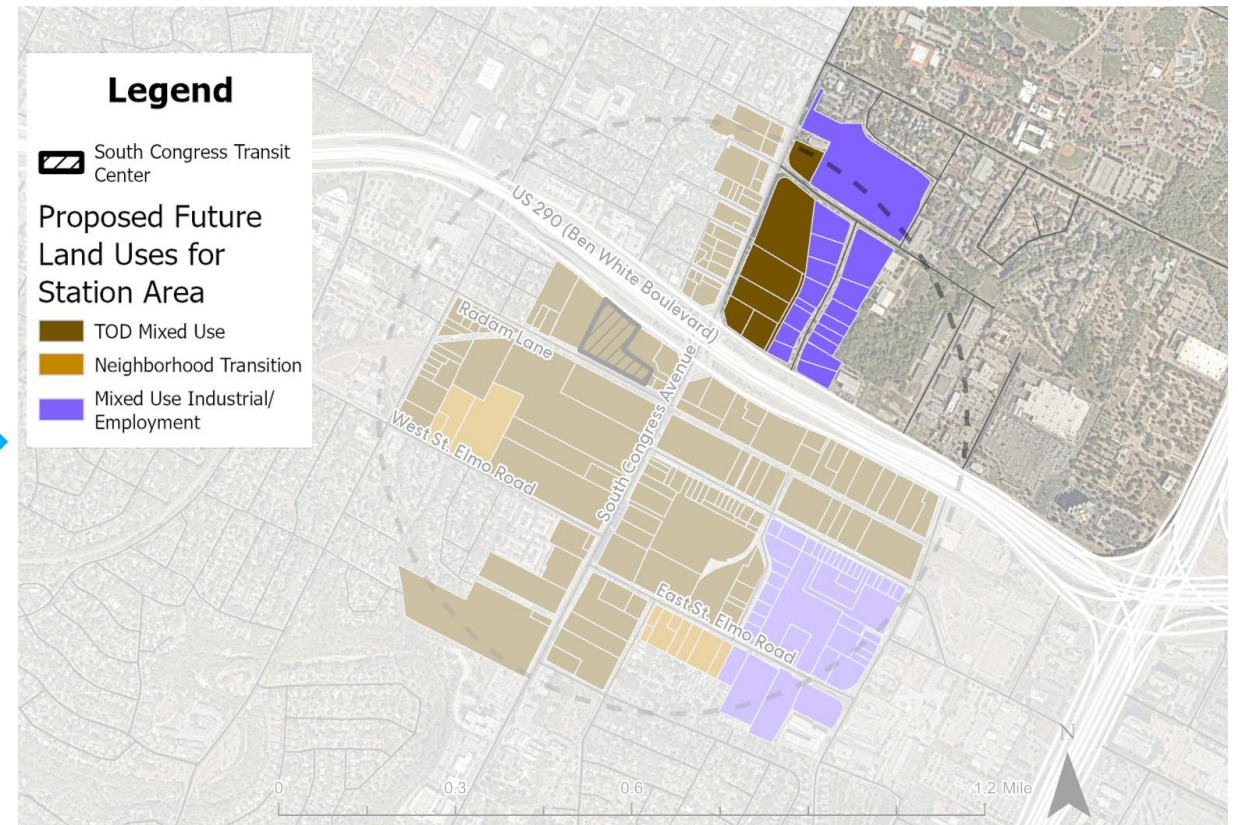 Legend
South Congress Transit
Center
Proposed Future
Land Uses for
Station Area
TOD Mixed Use
Neighborhood Transition
Mixed Use Industrial/
Employment
US 290 (Ben White Boulevard)
Radam Lane
South Congress Avenue
West St. Elmo Road
East St. Elmo Road
N
0
0.3
0.6
1.2 Mile